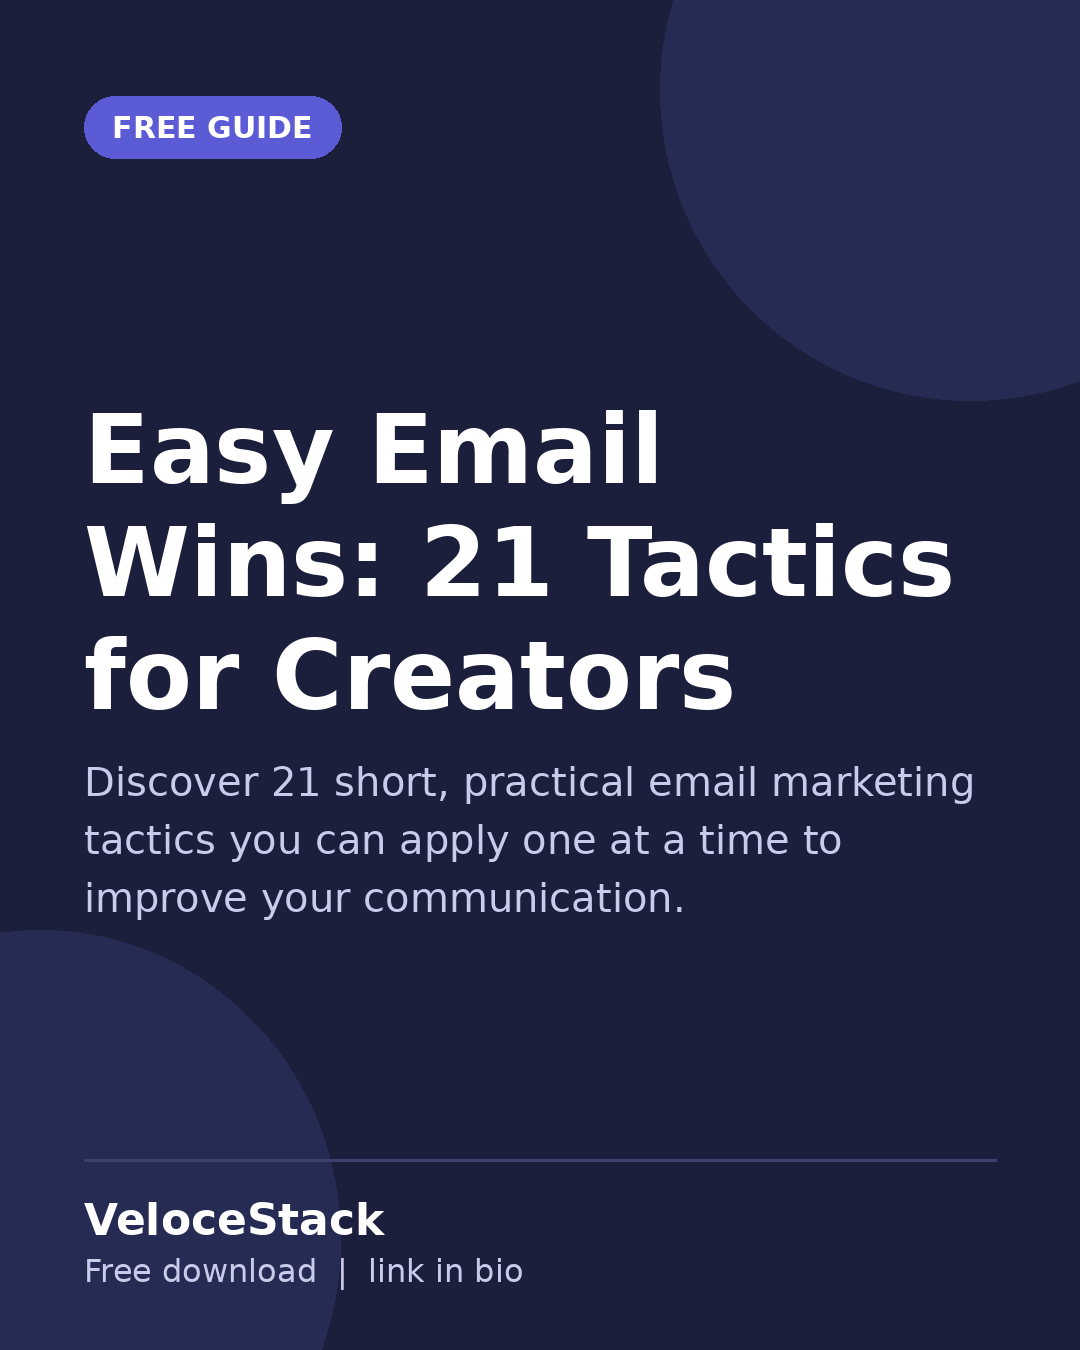 FREE GUIDE
Easy Email
Wins: 21 Tactics
for Creators
Discover 21 short, practical email marketing
tactics you can apply one at a time to
improve your communication.
VeloceStack
Free download | link in bio